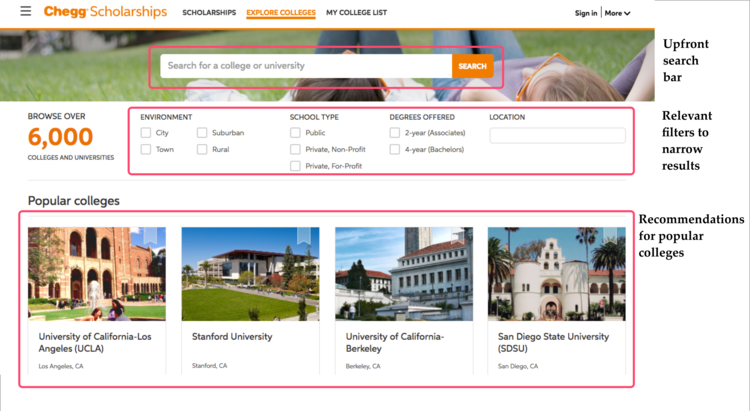 Chegg Scholarships
SCHOLARSHIPS
EXPLORE COLLEGES
MY COLLEGE LIST
Sign in
More
Search for a college or university
SEARCH
Upfront
search
bar
BROWSE OVER
6,000
COLLEGES AND UNIVERSITIES
ENVIRONMENT
City
Suburban
Town
Rural
SCHOOL TYPE
Public
Private, Non-Profit
Private, For-Profit
DEGREES OFFERED
2-year (Associates)
4-year (Bachelors)
LOCATION
Relevant
filters to
narrow
results
Popular colleges
University of California-Los
Angeles (UCLA)
Los Angeles, CA
Stanford University
Stanford, CA
University of California-
Berkeley
Berkeley, CA
San Diego State University
(SDSU)
San Diego, CA
Recommendations
for popular
colleges